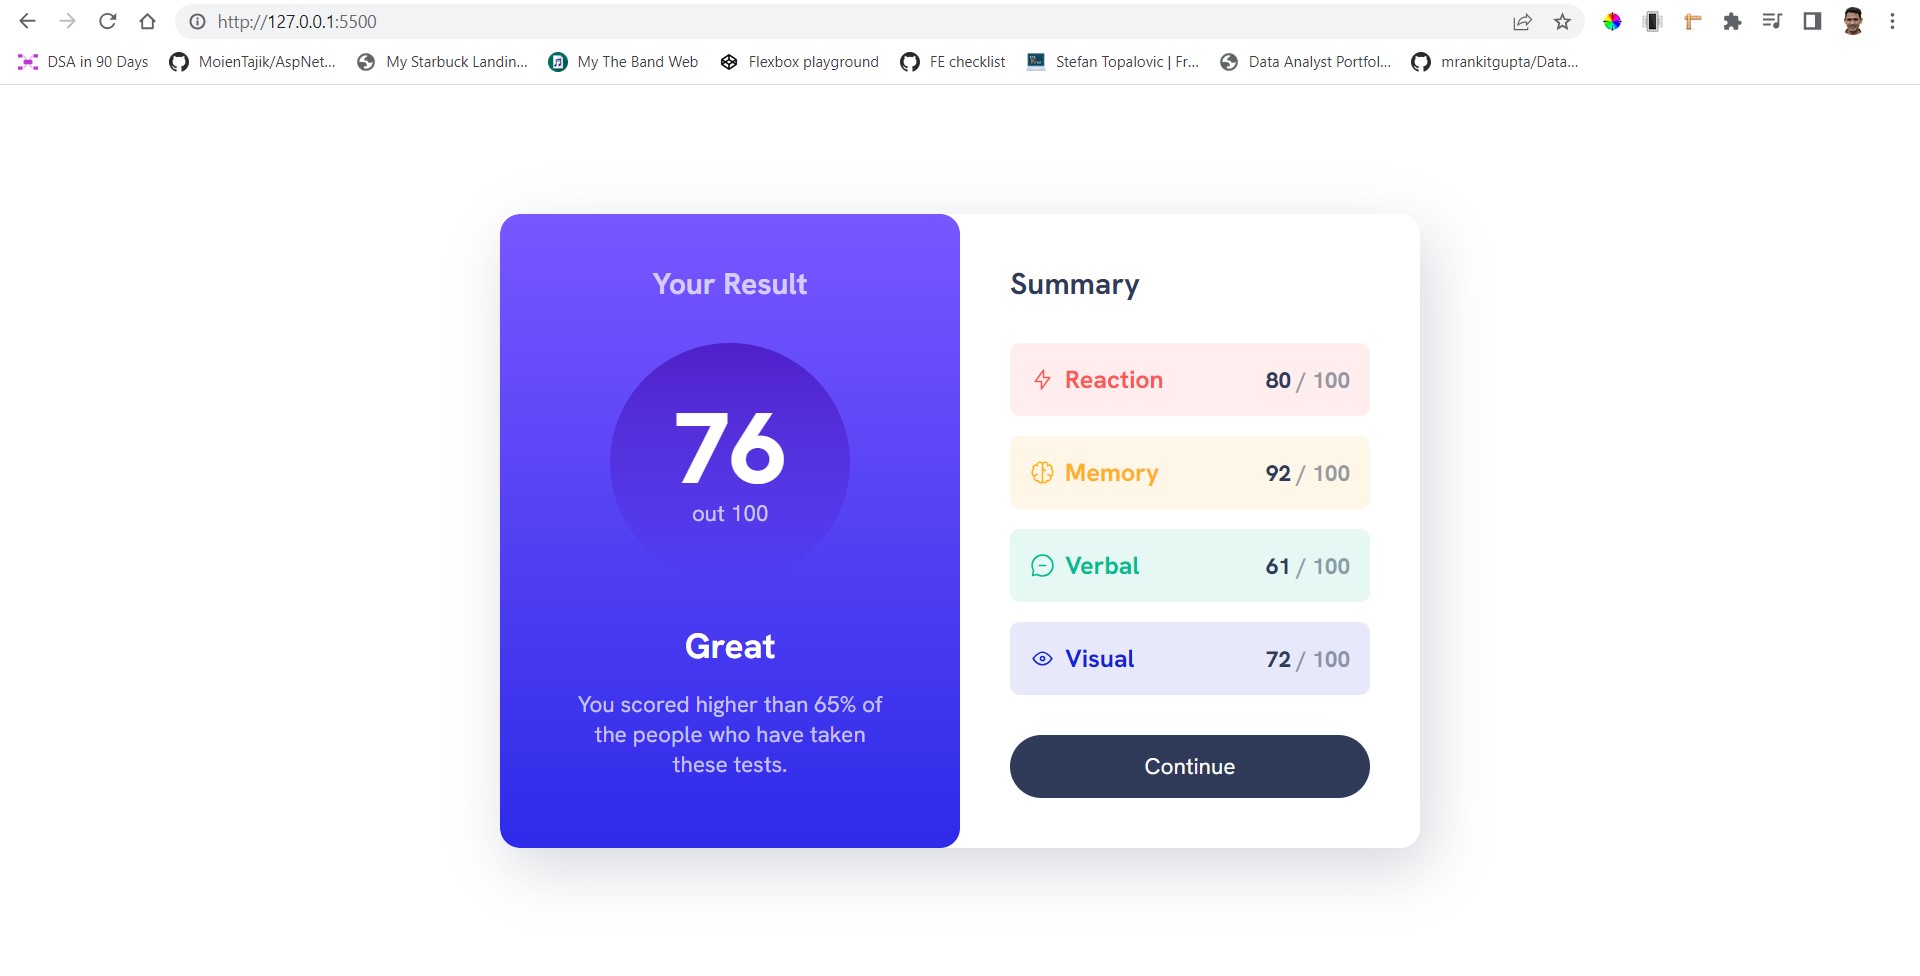 http://127.0.0.1:5500
DSA in 90 Days MoienTajik/AspNet... My Starbuck Landin... My The Band Web Flexbox playground FE checklist Stefan Topalovic | Fr... Data Analyst Portfol... mrankitgupta/Data...
Your Result
76
out 100
Great
You scored higher than 65% of
the people who have taken
these tests.
Summary
Reaction 80 / 100
Memory 92 / 100
Verbal 61 / 100
Visual 72 / 100
Continue